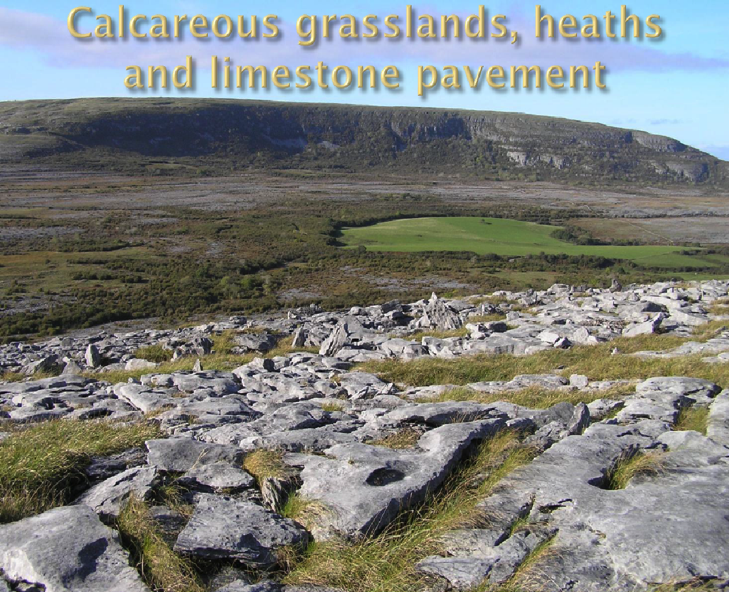 Calcareous grasslands, heaths
and limestone pavement